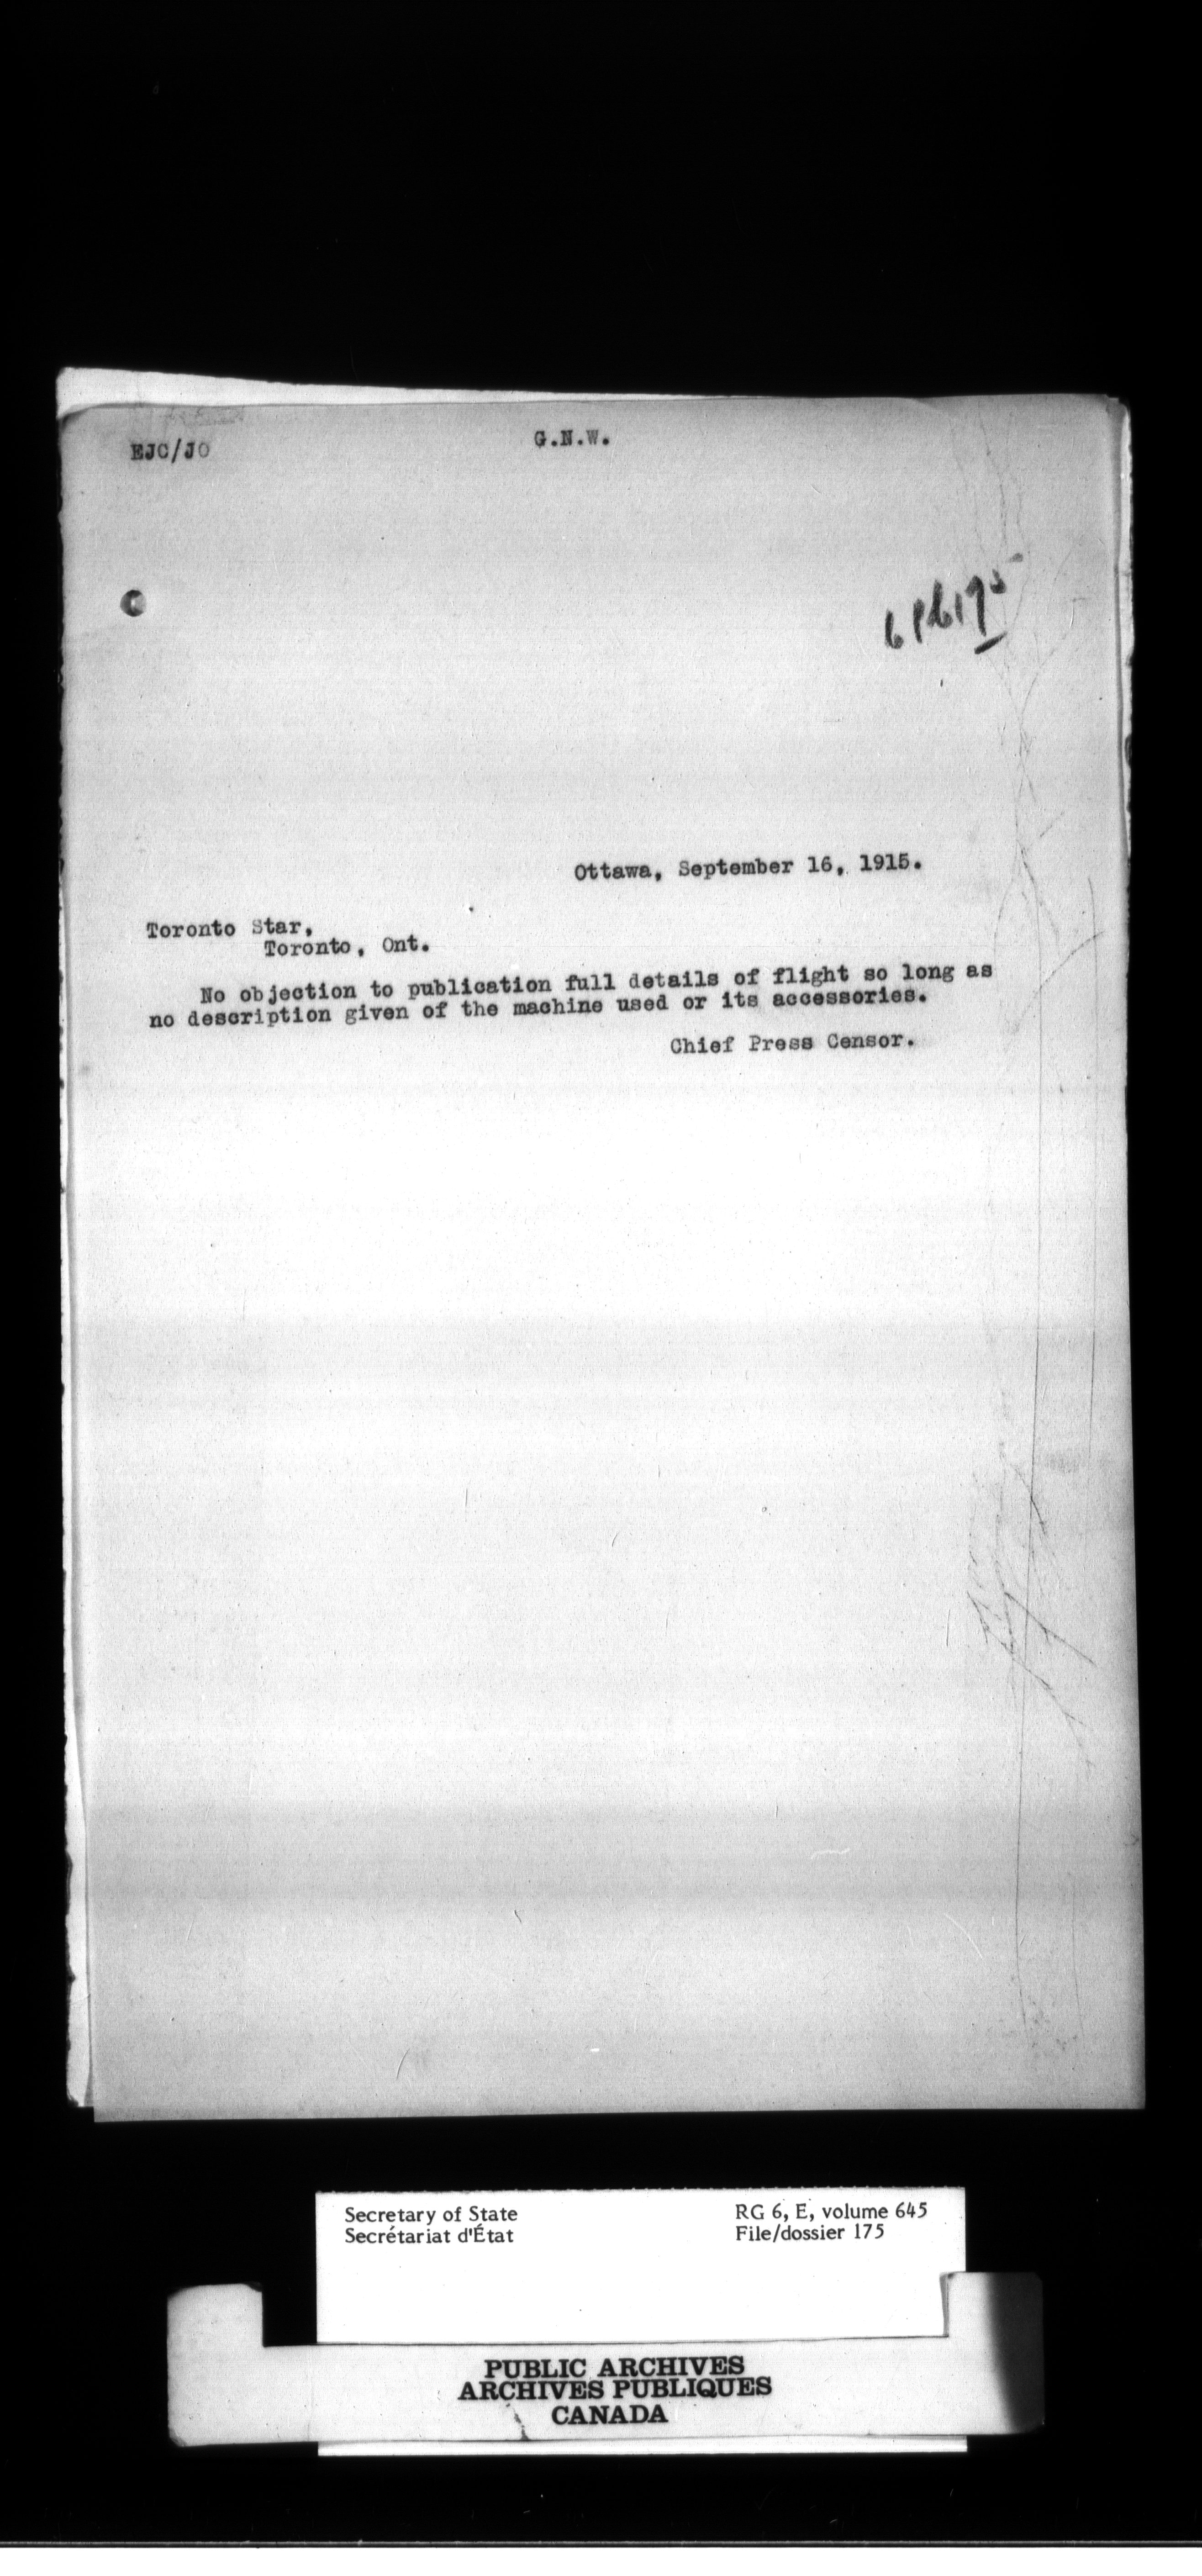 EJC/JO
G.N.W.
Ottawa, September 16, 1915.
Toronto Star,
Toronto, Ont.
No objection to publication full details of flight so long as
no description given of the machine used or its accessories.
Chief Press Censor.
Secretary of State
Secrétariat d'État
RG 6, E, volume 645
File/dossier 175
PUBLIC ARCHIVES
ARCHIVES PUBLIQUES
CANADA